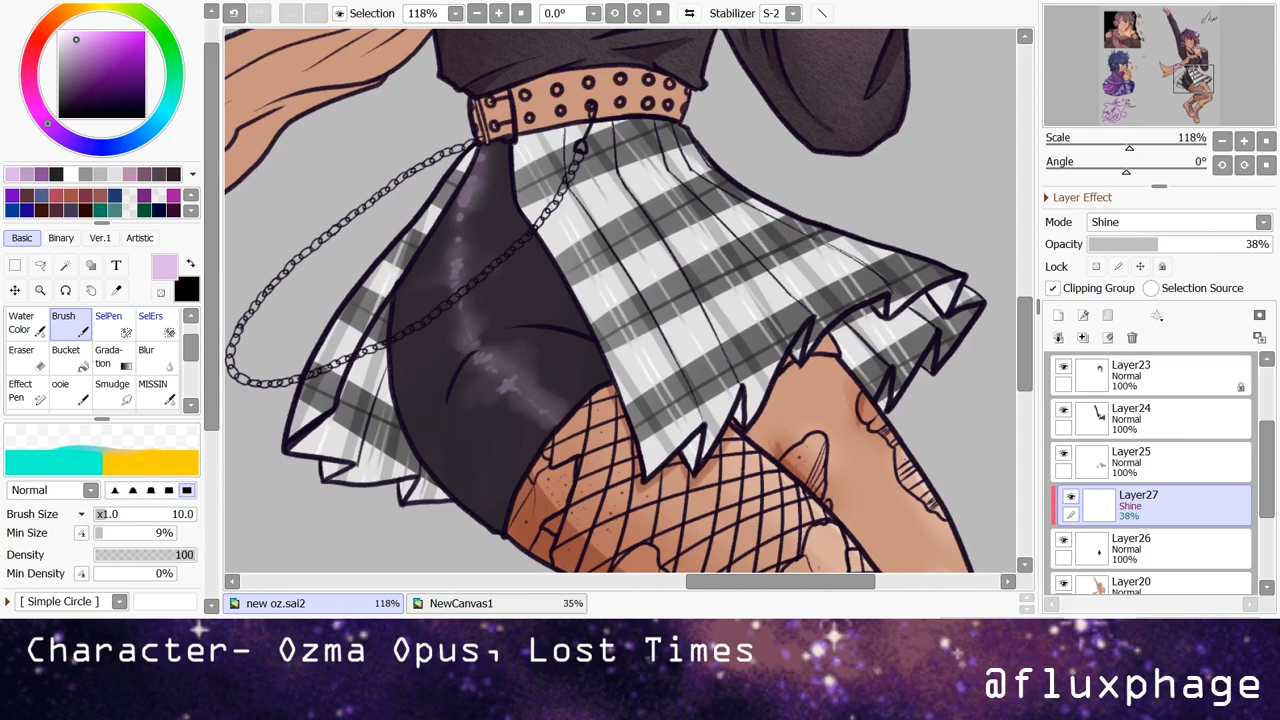 Selection 118% 0.0° Stabilizer S-2
Scale 118%
Angle 0°
Layer Effect
Mode Shine
Opacity 38%
Lock
Clipping Group Selection Source
Layer23
Normal
100%
Layer24
Normal
100%
Layer25
Normal
100%
Layer27
Shine
38%
Layer26
Normal
100%
Layer20
Normal
Basic Binary Ver.1 Artistic
T
Water Color Brush SelPen SelErs
Eraser Bucket Grada-tion Blur
Effect Pen ooie Smudge MISSIN
Normal
Brush Size x1.0 10.0
Min Size 9%
Density 100
Min Density 0%
[ Simple Circle ]
new oz.sai2 118% NewCanvas1 35%
Character- Ozma Opus, Lost Times
@fluxphage